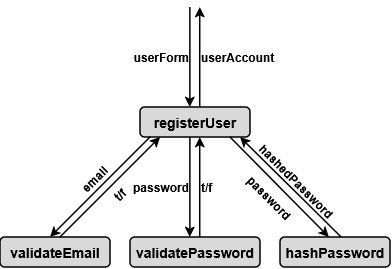 userForm userAccount
registerUser
email
t/f
password t/f
password
hashedPassword
validateEmail
validatePassword
hashPassword